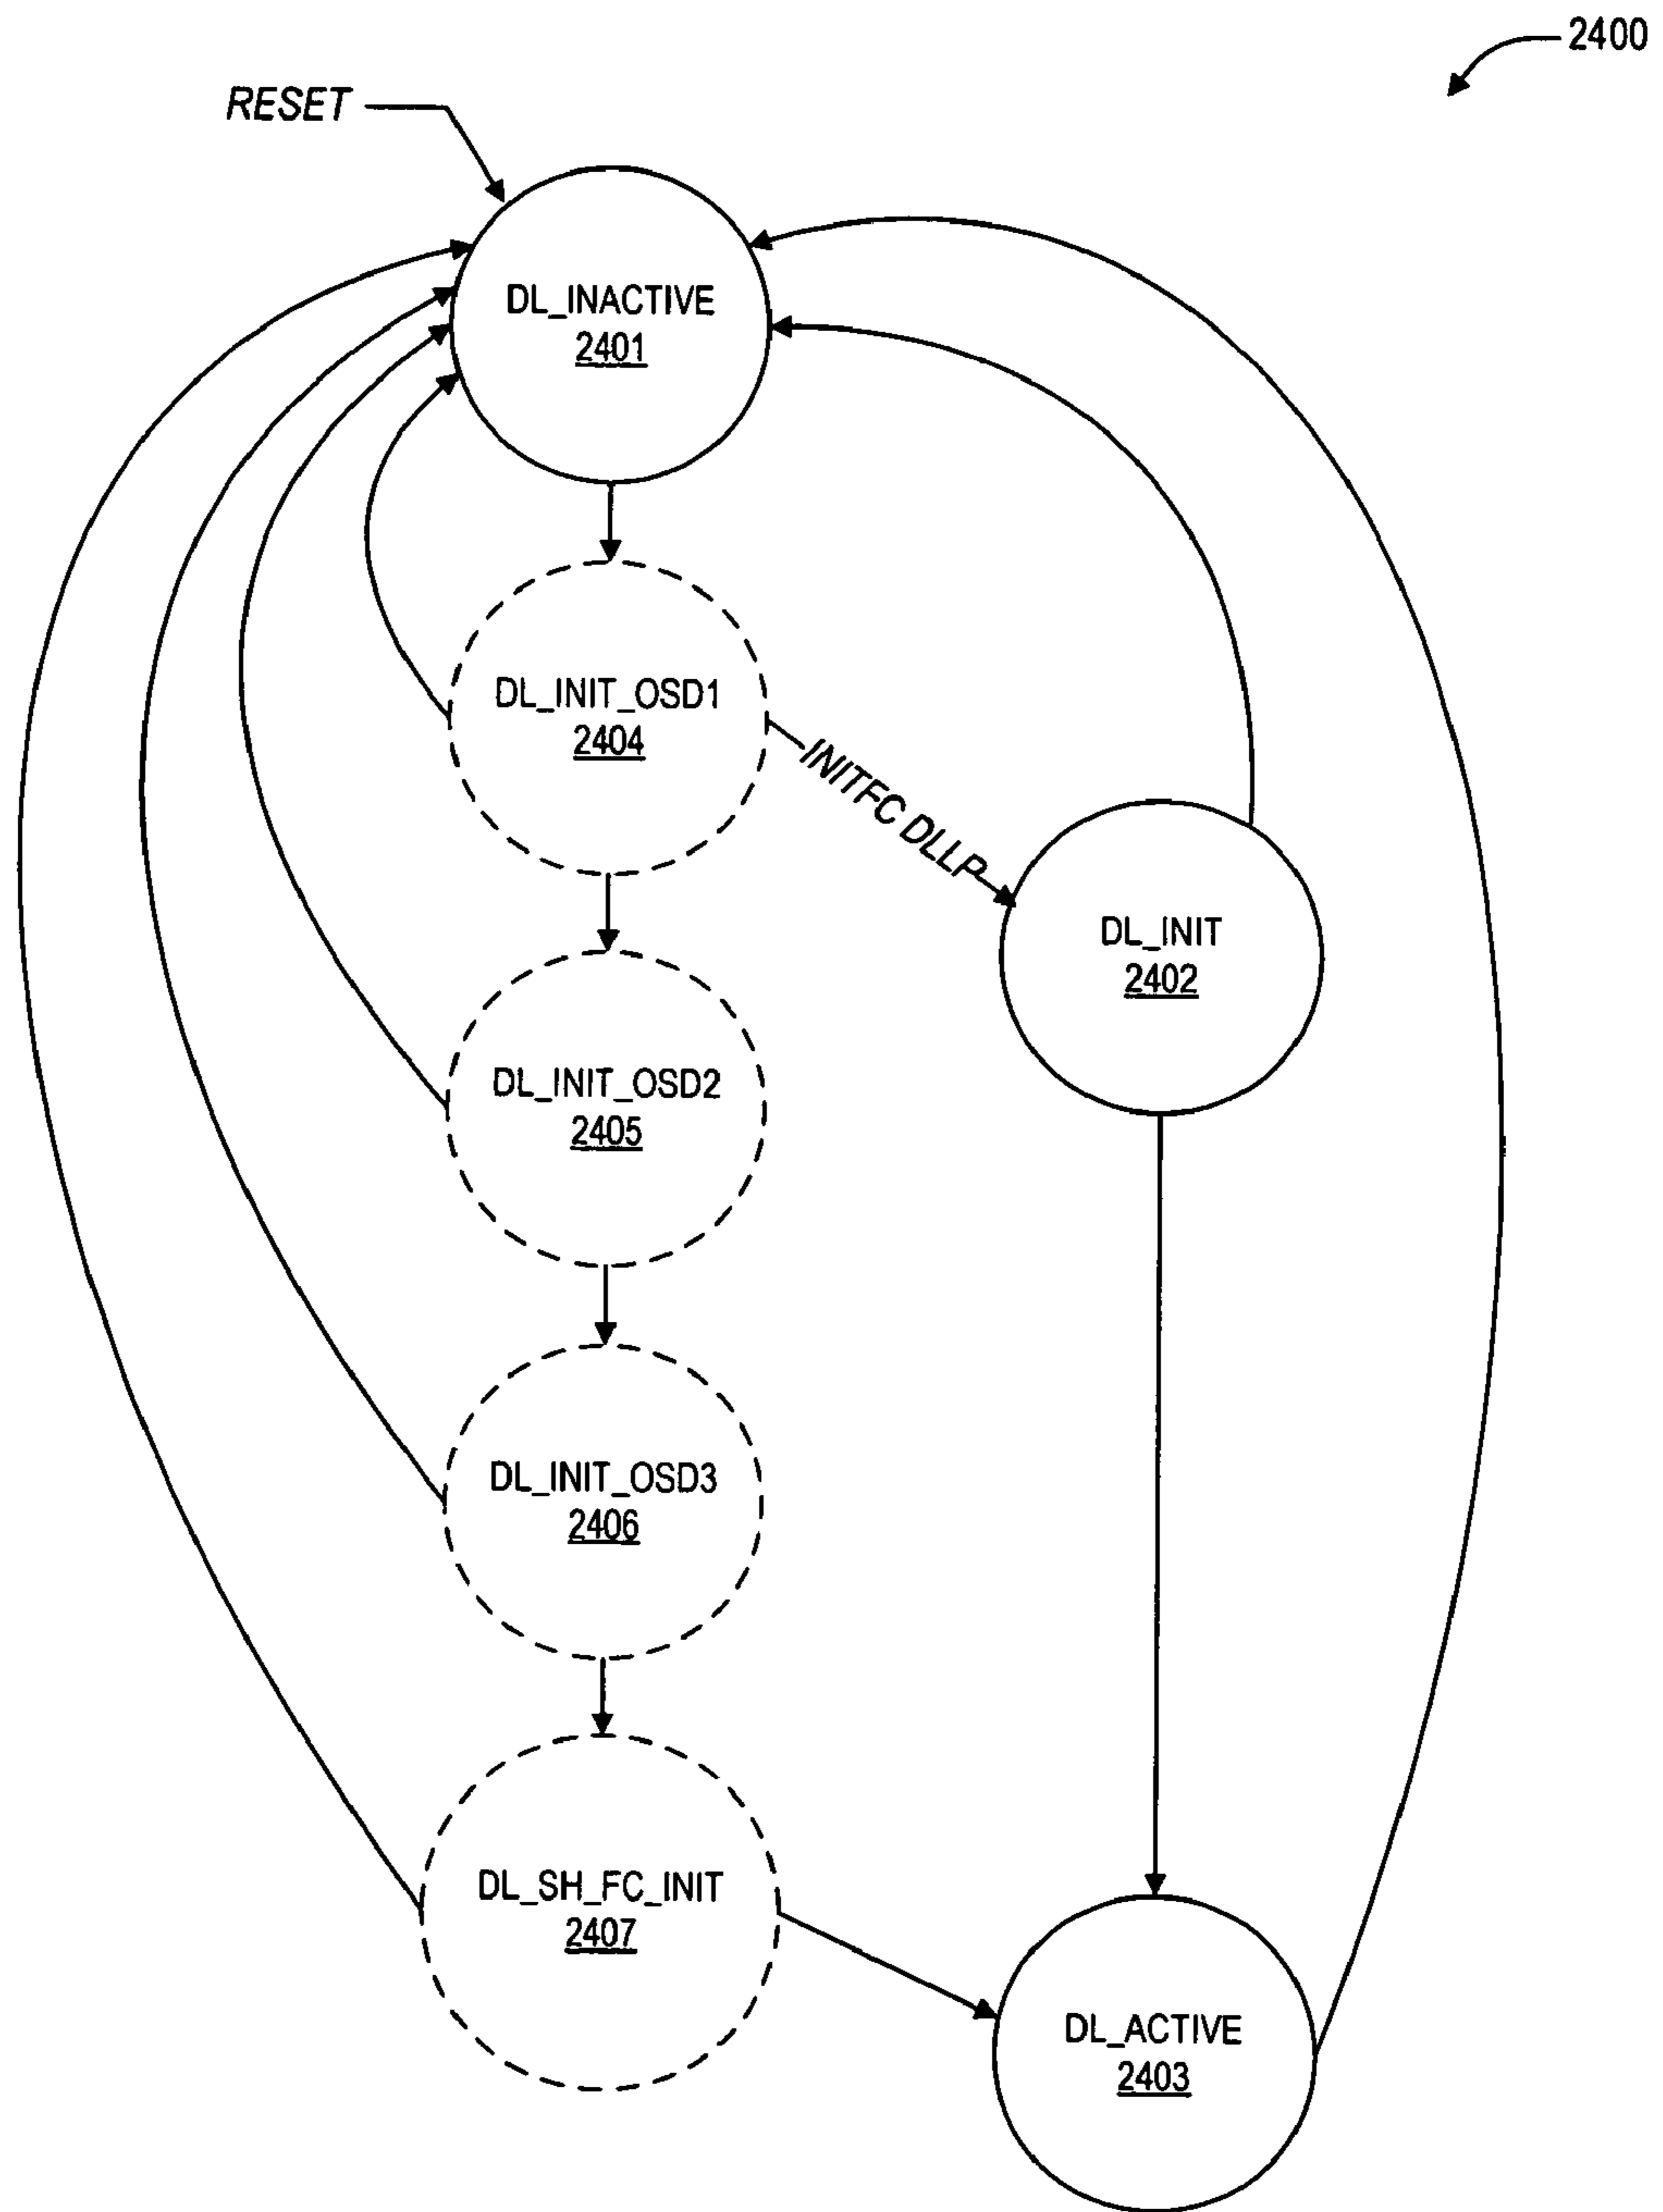 2400
RESET
DL_INACTIVE
2401
DL_INIT_OSD1
2404
INITFC DLLP
DL_INIT
2402
DL_INIT_OSD2
2405
DL_INIT_OSD3
2406
DL_SH_FC_INIT
2407
DL_ACTIVE
2403